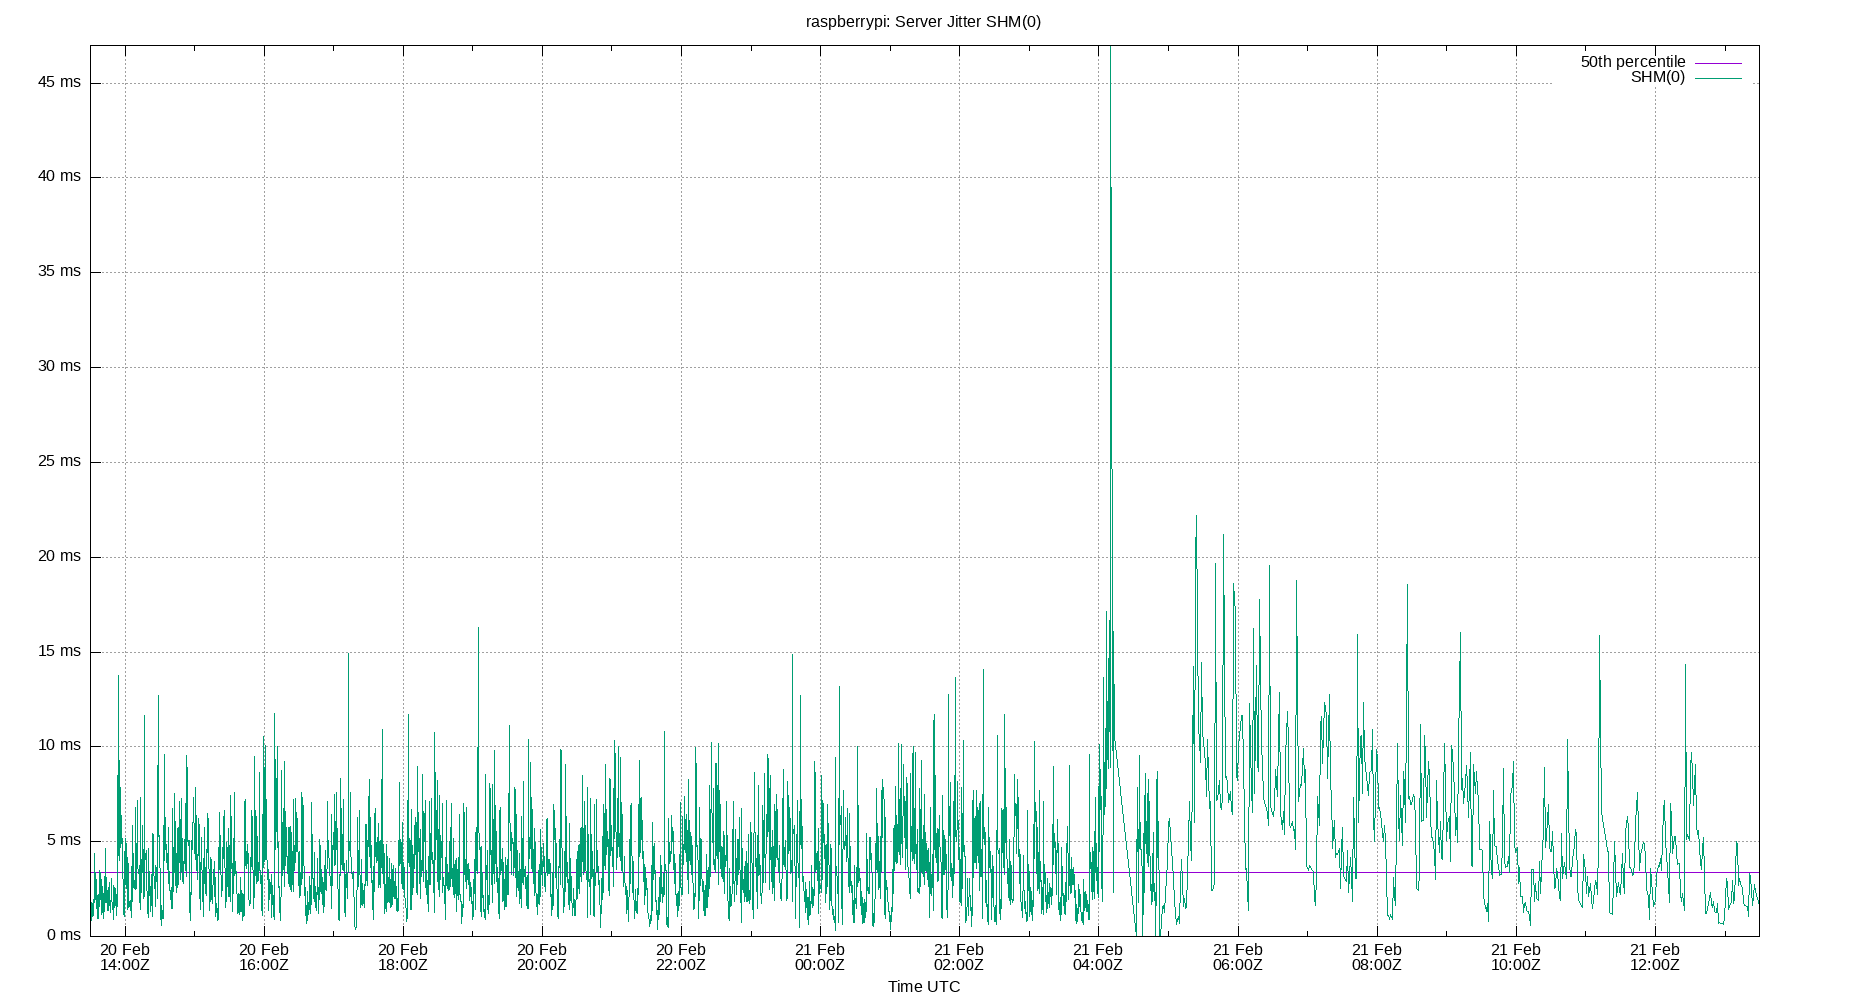 raspberrypi: Server Jitter SHM(0)
50th percentile
SHM(0)
45 ms
40 ms
35 ms
30 ms
25 ms
20 ms
15 ms
10 ms
5 ms
0 ms
20 Feb 20 Feb 20 Feb 20 Feb 20 Feb 21 Feb 21 Feb 21 Feb 21 Feb 21 Feb 21 Feb 21 Feb
14:00Z 16:00Z 18:00Z 20:00Z 22:00Z 00:00Z 02:00Z 04:00Z 06:00Z 08:00Z 10:00Z 12:00Z
Time UTC